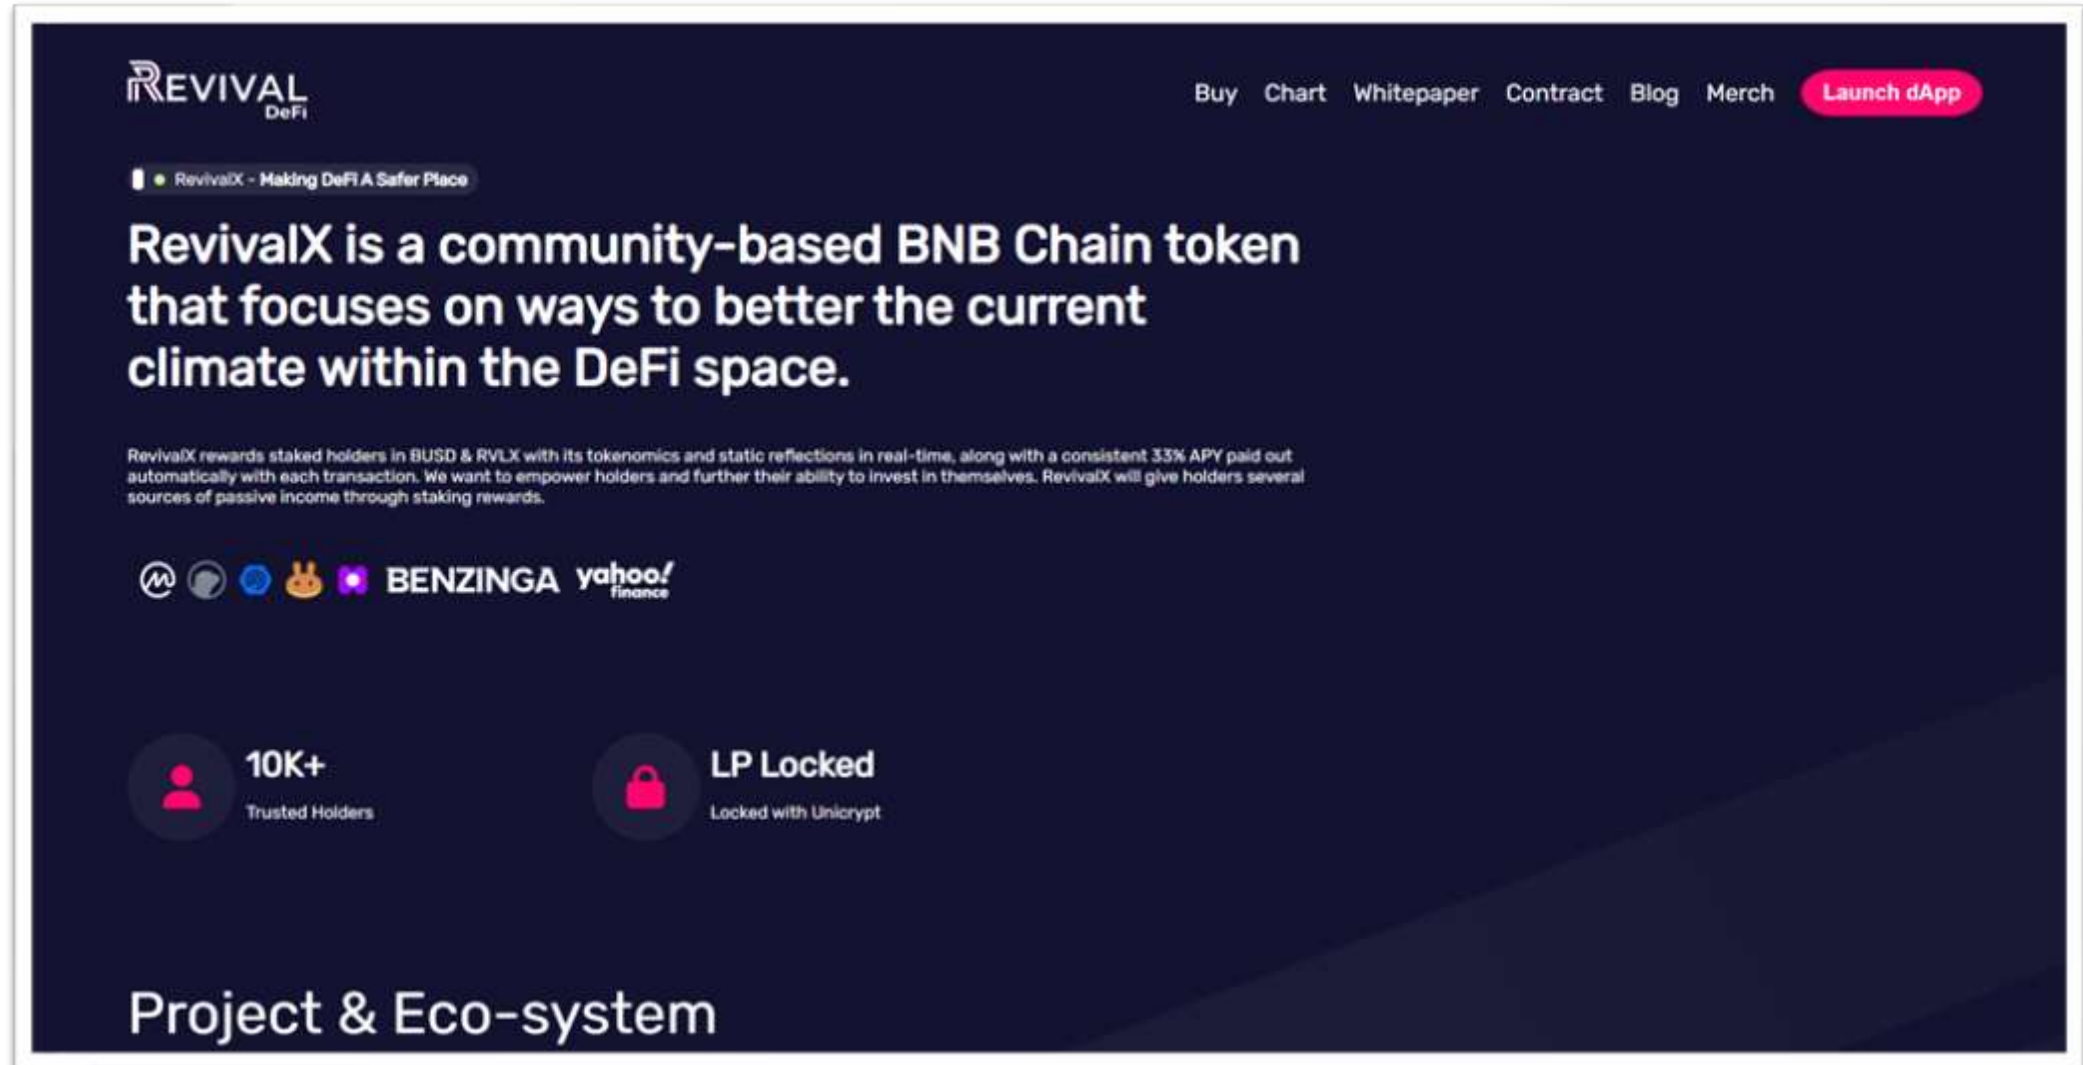 REVIVAL
DeFi
Buy Chart Whitepaper Contract Blog Merch Launch dApp
RevivalX - Making DeFi A Safer Place
RevivalX is a community-based BNB Chain token
that focuses on ways to better the current
climate within the DeFi space.
RevivalX rewards staked holders in BUSD & RVLX with its tokenomics and static reflections in real-time, along with a consistent 33% APY paid out
automatically with each transaction. We want to empower holders and further their ability to invest in themselves. RevivalX will give holders several
sources of passive income through staking rewards.
BENZINGA yahoo! finance
10K+
Trusted Holders
LP Locked
Locked with Unicrypt
Project & Eco-system